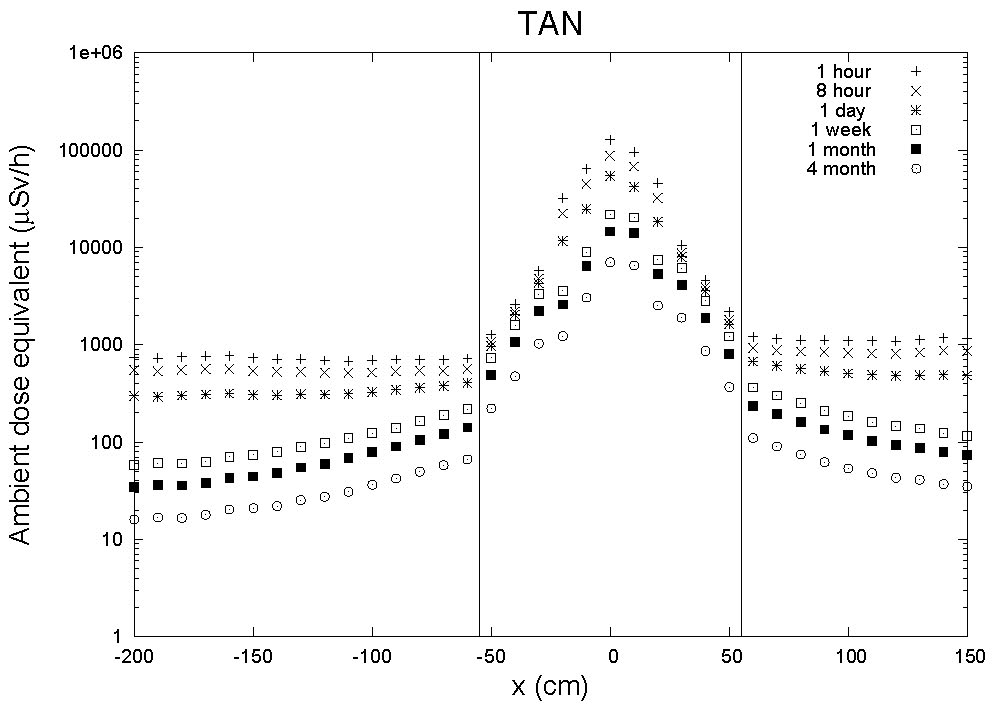 TAN
1e+06
100000
10000
1000
100
10
1
Ambient dose equivalent (μSv/h)
1 hour
8 hour
1 day
1 week
1 month
4 month
-200 -150 -100 -50 0 50 100 150
x (cm)